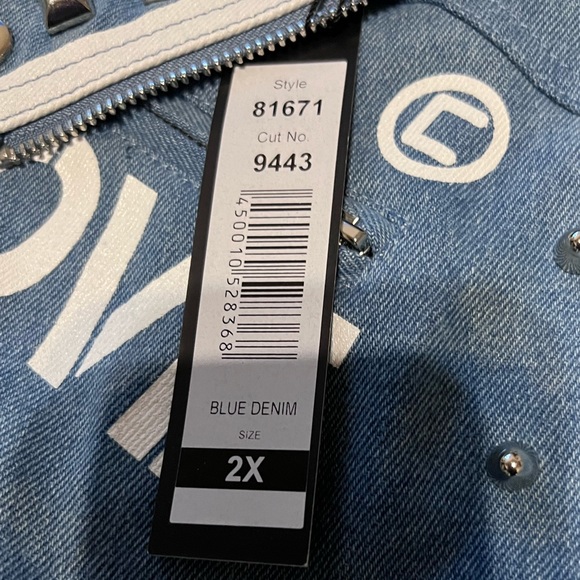 Style
81671
Cut No.
9443
450010528368
BLUE DENIM
SIZE
2X